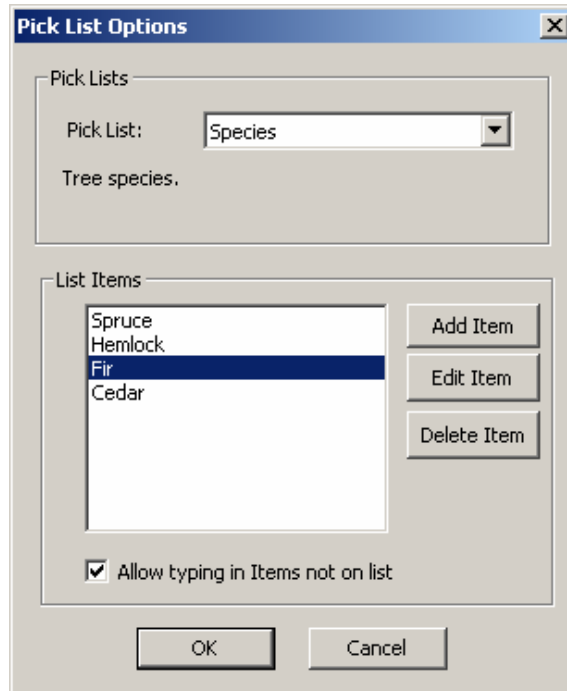 Pick List Options
Pick Lists
Pick List:
Species
Tree species.
List Items
Spruce
Hemlock
Fir
Cedar
Add Item
Edit Item
Delete Item
Allow typing in Items not on list
OK
Cancel